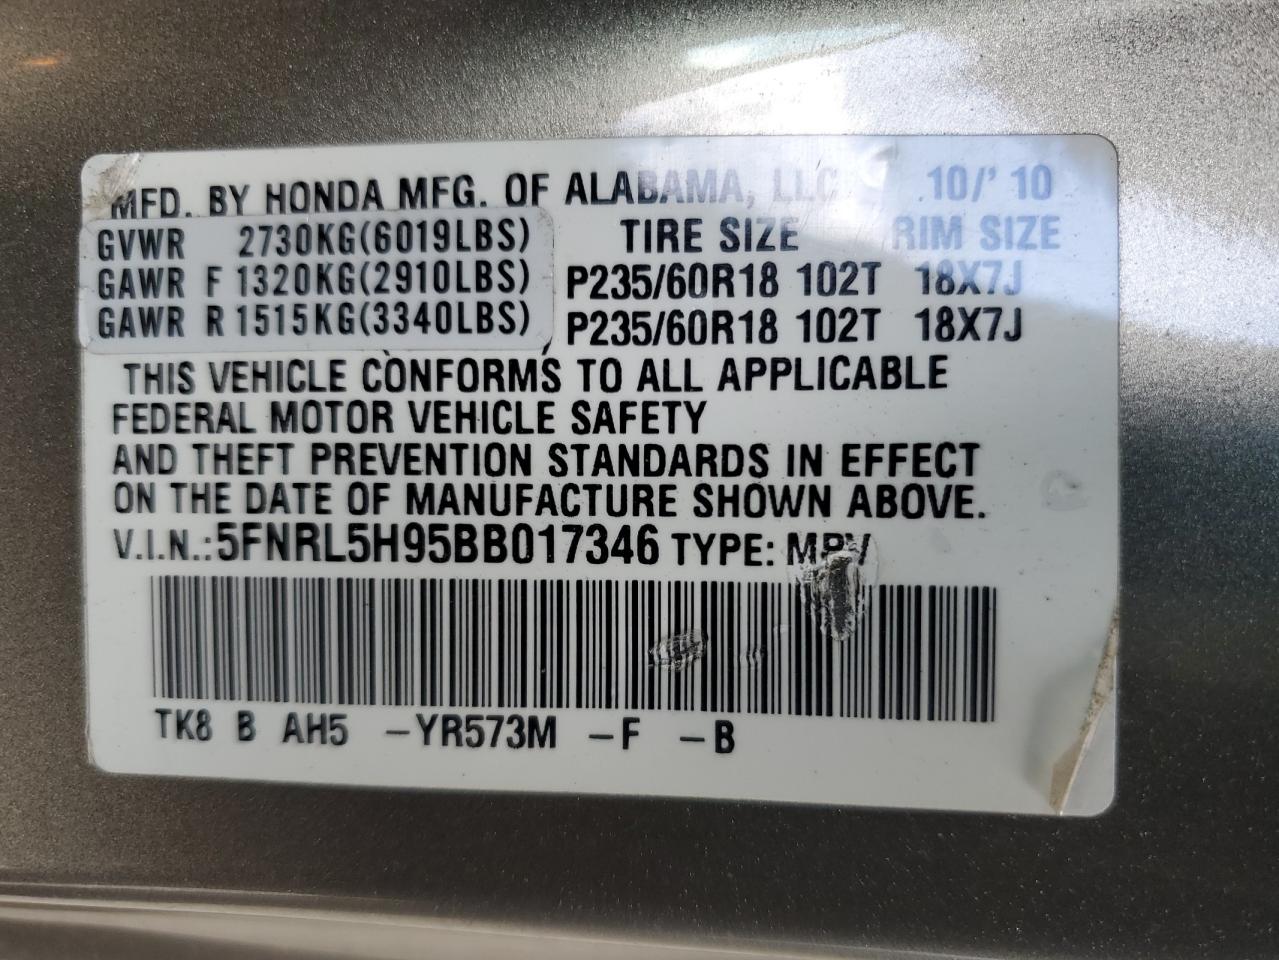 MFD. BY HONDA MFG. OF ALABAMA, LLC 10/'10
GVWR 2730KG(6019LBS) TIRE SIZE RIM SIZE
GAWR F 1320KG(2910LBS) P235/60R18 102T 18X7J
GAWR R 1515KG(3340LBS) P235/60R18 102T 18X7J
THIS VEHICLE CONFORMS TO ALL APPLICABLE
FEDERAL MOTOR VEHICLE SAFETY
AND THEFT PREVENTION STANDARDS IN EFFECT
ON THE DATE OF MANUFACTURE SHOWN ABOVE.
V.I.N.:5FNRL5H95BB017346 TYPE: MPV
TK8 B AH5 -YR573M -F -B